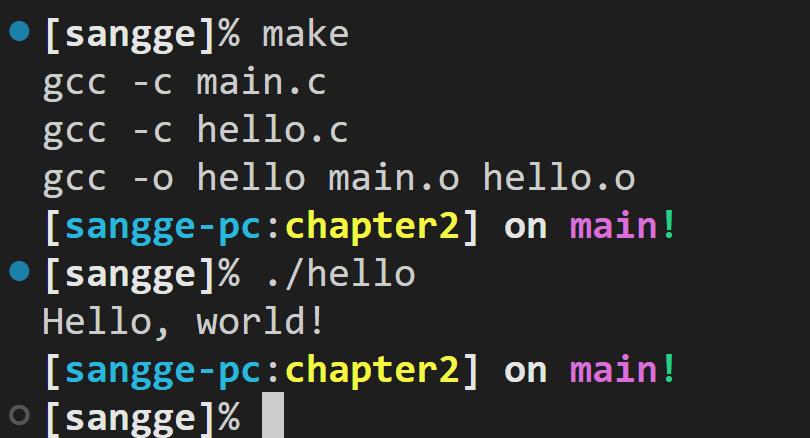 [sangge]% make
gcc -c main.c
gcc -c hello.c
gcc -o hello main.o hello.o
[sangge-pc:chapter2] on main!
[sangge]% ./hello
Hello, world!
[sangge-pc:chapter2] on main!
[sangge]%